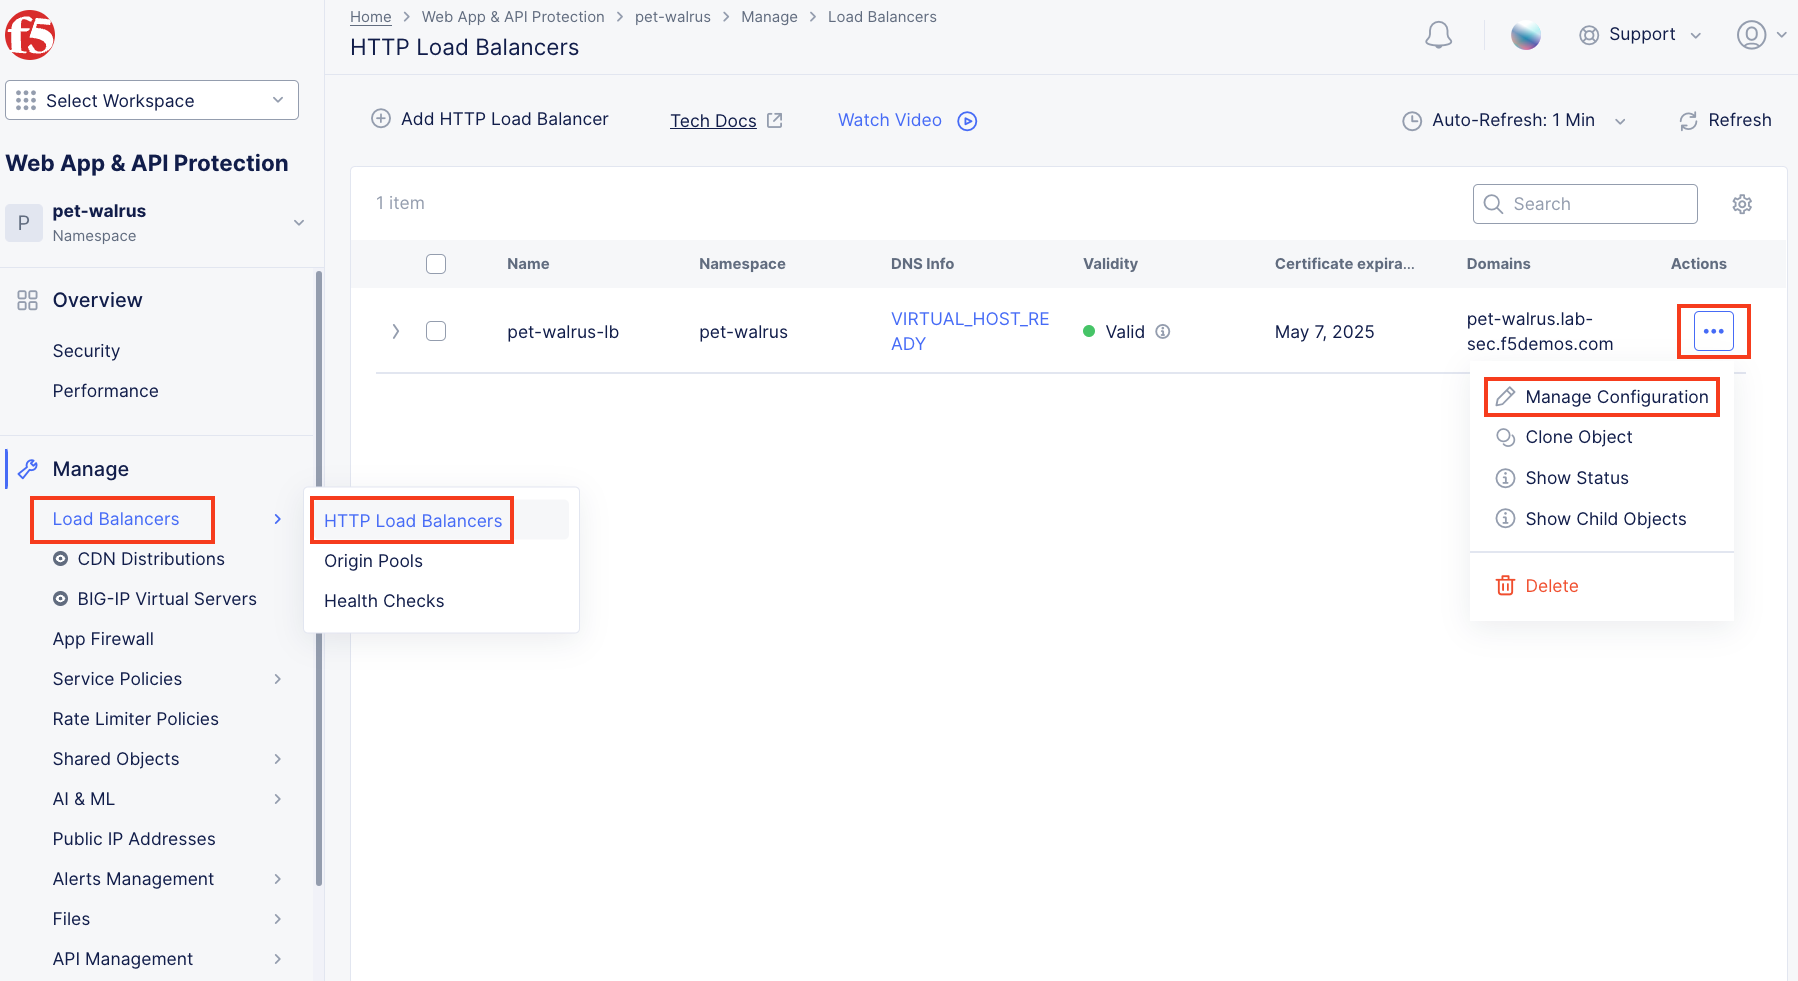 f5
Home > Web App & API Protection > pet-walrus > Manage > Load Balancers
HTTP Load Balancers
Support
Select Workspace
Web App & API Protection
P
pet-walrus
Namespace
Overview
Security
Performance
Manage
Load Balancers
CDN Distributions
BIG-IP Virtual Servers
App Firewall
Service Policies
Rate Limiter Policies
Shared Objects
AI & ML
Public IP Addresses
Alerts Management
Files
API Management
HTTP Load Balancers
Origin Pools
Health Checks
Add HTTP Load Balancer
Tech Docs
Watch Video
Auto-Refresh: 1 Min
Refresh
1 item
Search
Name Namespace DNS Info Validity Certificate expira... Domains Actions
pet-walrus-lb
pet-walrus
VIRTUAL_HOST_RE
ADY
Valid
May 7, 2025
pet-walrus.lab-
sec.f5demos.com
Manage Configuration
Clone Object
Show Status
Show Child Objects
Delete